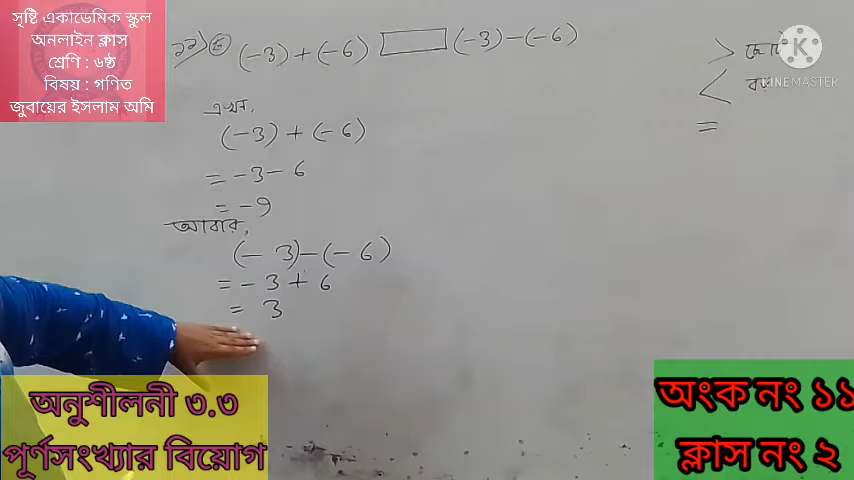 সৃষ্টি একাডেমিক স্কুল
অনলাইন ক্লাস
শ্রেণি : ৬ষ্ঠ
বিষয় : গণিত
জুবায়ের ইসলাম অমি
(-3)+(-6) (-3)-(-6)
>
<
=
KINEMASTER
এখন,
(-3)+(-6)
= -3-6
= -9
আবার,
(-3)-(-6)
= -3+6
= 3
অনুশীলনী ৩.৩
পূর্ণসংখ্যার বিয়োগ
অংক নং ১১
ক্লাস নং ২